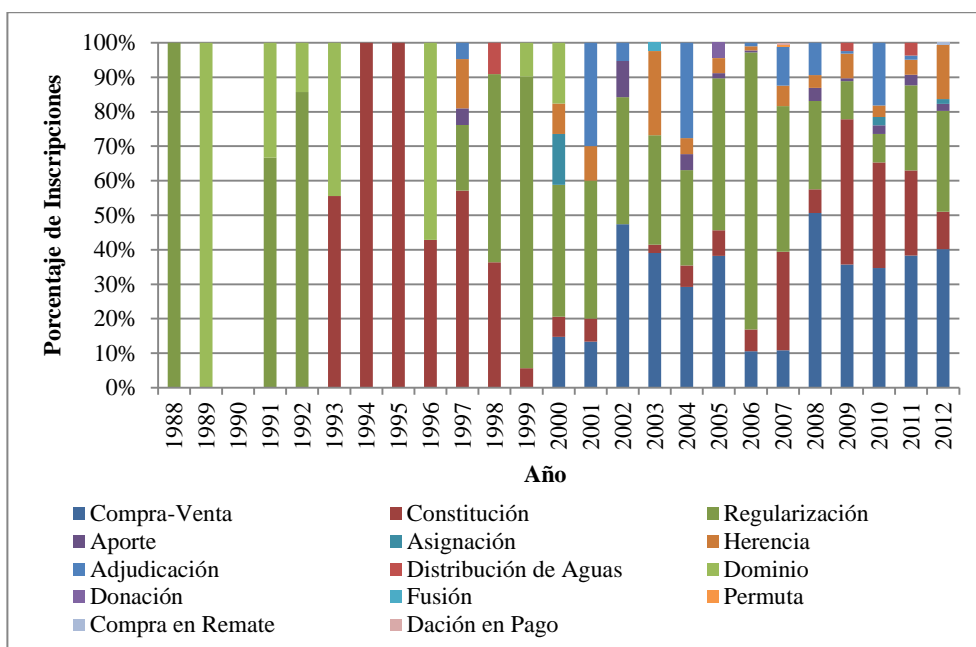 Porcentaje de Inscripciones
100%
90%
80%
70%
60%
50%
40%
30%
20%
10%
0%
1988 1989 1990 1991 1992 1993 1994 1995 1996 1997 1998 1999 2000 2001 2002 2003 2004 2005 2006 2007 2008 2009 2010 2011 2012
Año
Compra-Venta Constitución Regularización
Aporte Asignación Herencia
Adjudicación Distribución de Aguas Dominio
Donación Fusión Permuta
Compra en Remate Dación en Pago